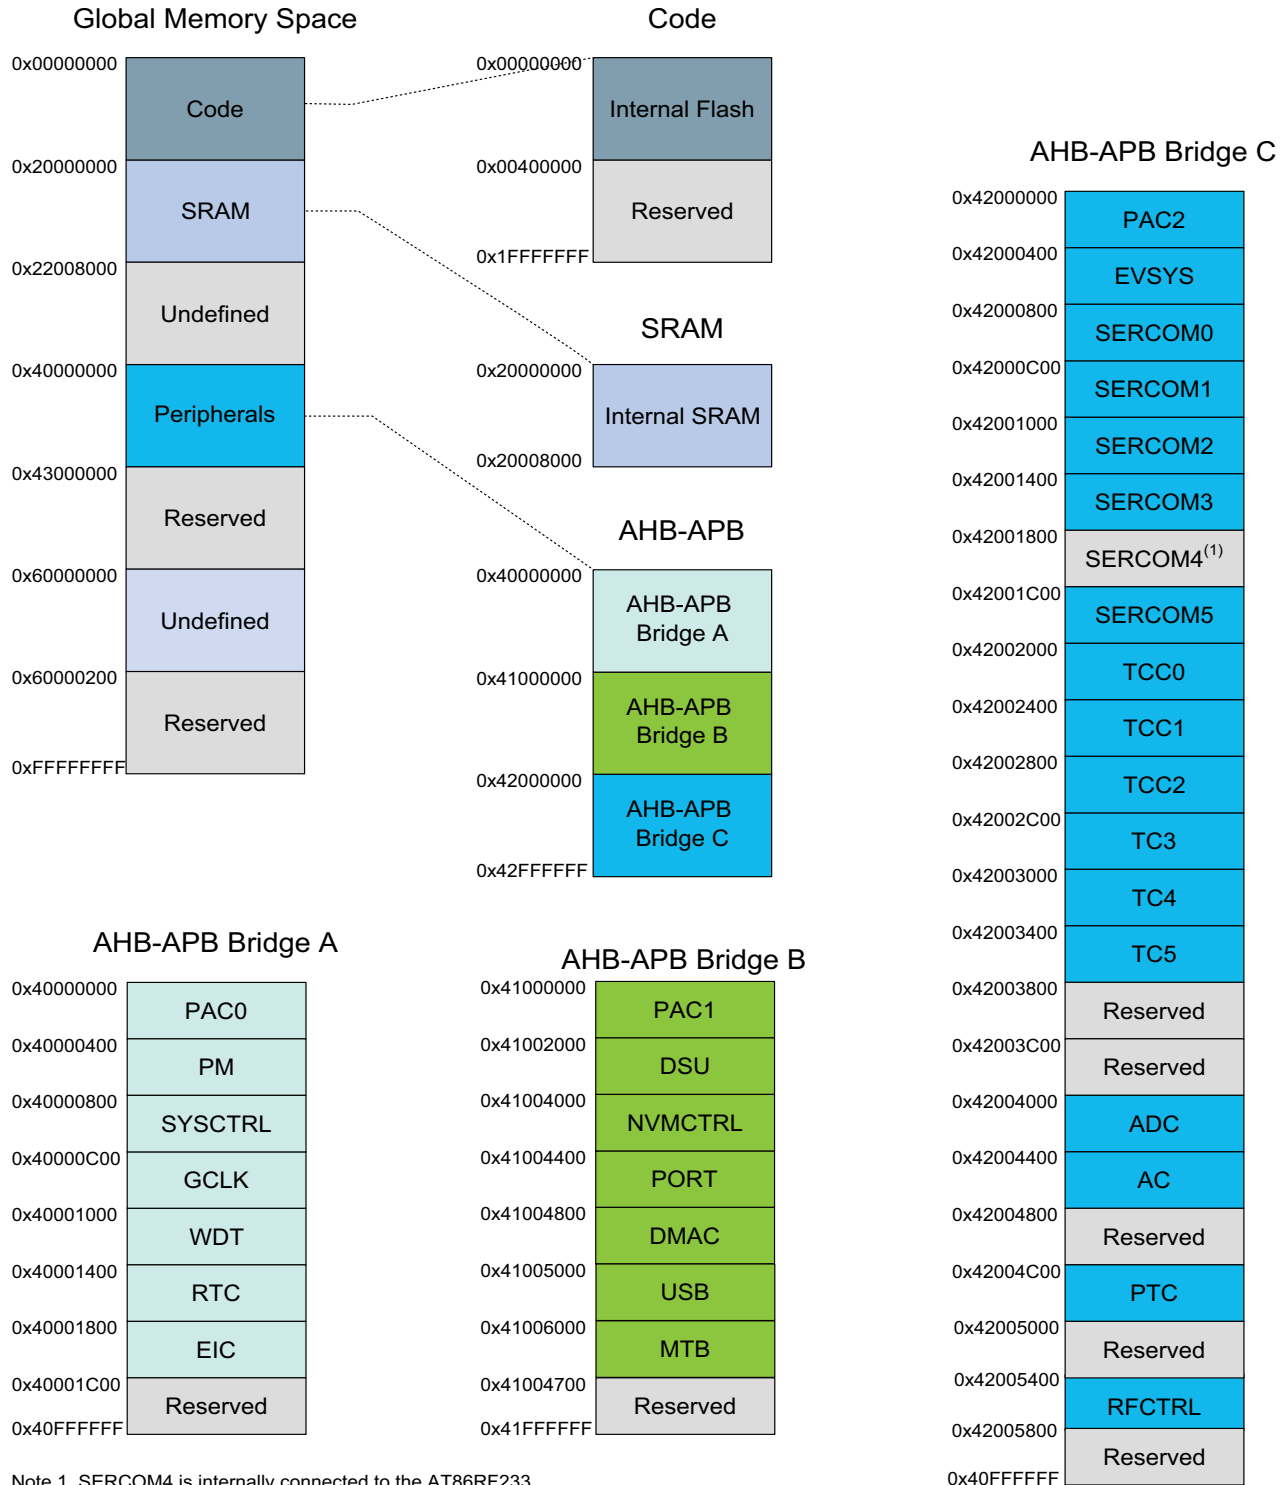 Global Memory Space
0x00000000
Code
0x20000000
SRAM
0x22008000
Undefined
0x40000000
Peripherals
0x43000000
Reserved
0x60000000
Undefined
0x60000200
Reserved
0xFFFFFFFF
Code
0x00000000
Internal Flash
0x00400000
Reserved
0x1FFFFFFF
SRAM
0x20000000
Internal SRAM
0x20008000
AHB-APB
0x40000000
AHB-APB
Bridge A
0x41000000
AHB-APB
Bridge B
0x42000000
AHB-APB
Bridge C
0x42FFFFFF
AHB-APB Bridge A
0x40000000
PAC0
0x40000400
PM
0x40000800
SYSCTRL
0x40000C00
GCLK
0x40001000
WDT
0x40001400
RTC
0x40001800
EIC
0x40001C00
Reserved
0x40FFFFFF
AHB-APB Bridge B
0x41000000
PAC1
0x41002000
DSU
0x41004000
NVMCTRL
0x41004400
PORT
0x41004800
DMAC
0x41005000
USB
0x41006000
MTB
0x41004700
Reserved
0x41FFFFFF
AHB-APB Bridge C
0x42000000
PAC2
0x42000400
EVSYS
0x42000800
SERCOM0
0x42000C00
SERCOM1
0x42001000
SERCOM2
0x42001400
SERCOM3
0x42001800
SERCOM4(1)
0x42001C00
SERCOM5
0x42002000
TCC0
0x42002400
TCC1
0x42002800
TCC2
0x42002C00
TC3
0x42003000
TC4
0x42003400
TC5
0x42003800
Reserved
0x42003C00
Reserved
0x42004000
ADC
0x42004400
AC
0x42004800
Reserved
0x42004C00
PTC
0x42005000
Reserved
0x42005400
RFCTRL
0x42005800
Reserved
0x40FFFFFF
Note 1. SERCOM4 is internally connected to the AT86RF233